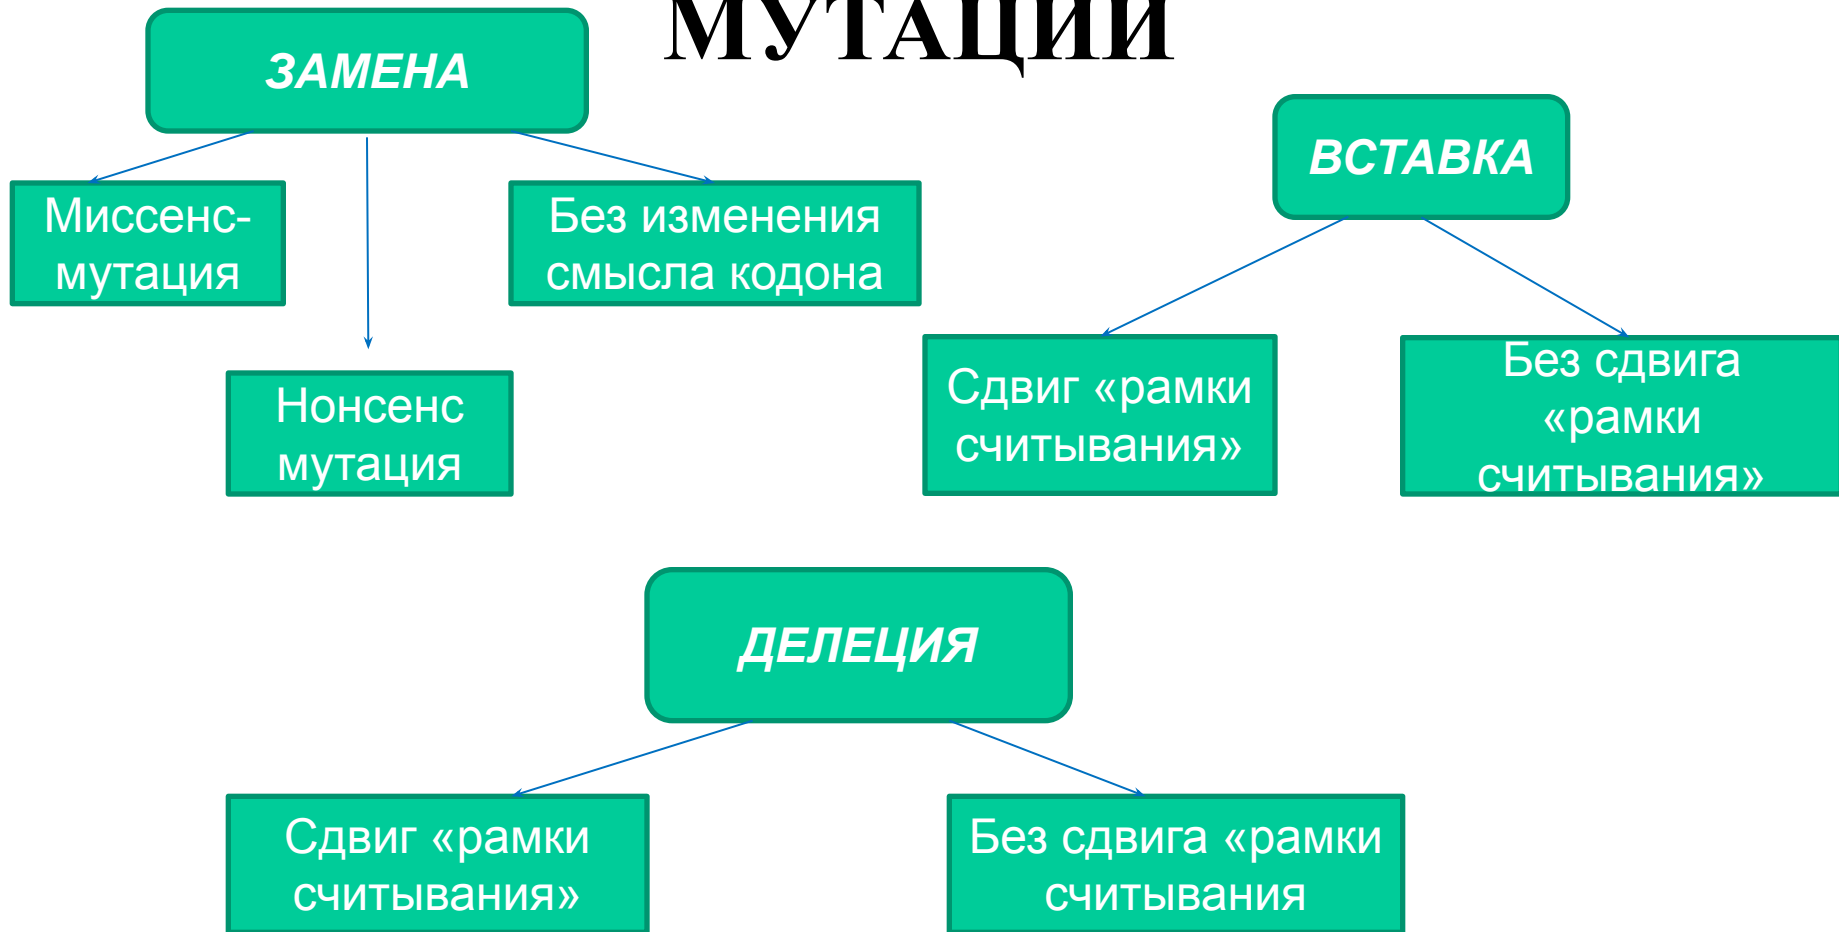 МУТАЦИИ
ЗАМЕНА
Миссенс-
мутация
Без изменения
смысла кодона
Нонсенс
мутация
ВСТАВКА
Сдвиг «рамки
считывания»
Без сдвига
«рамки
считывания»
ДЕЛЕЦИЯ
Сдвиг «рамки
считывания»
Без сдвига «рамки
считывания